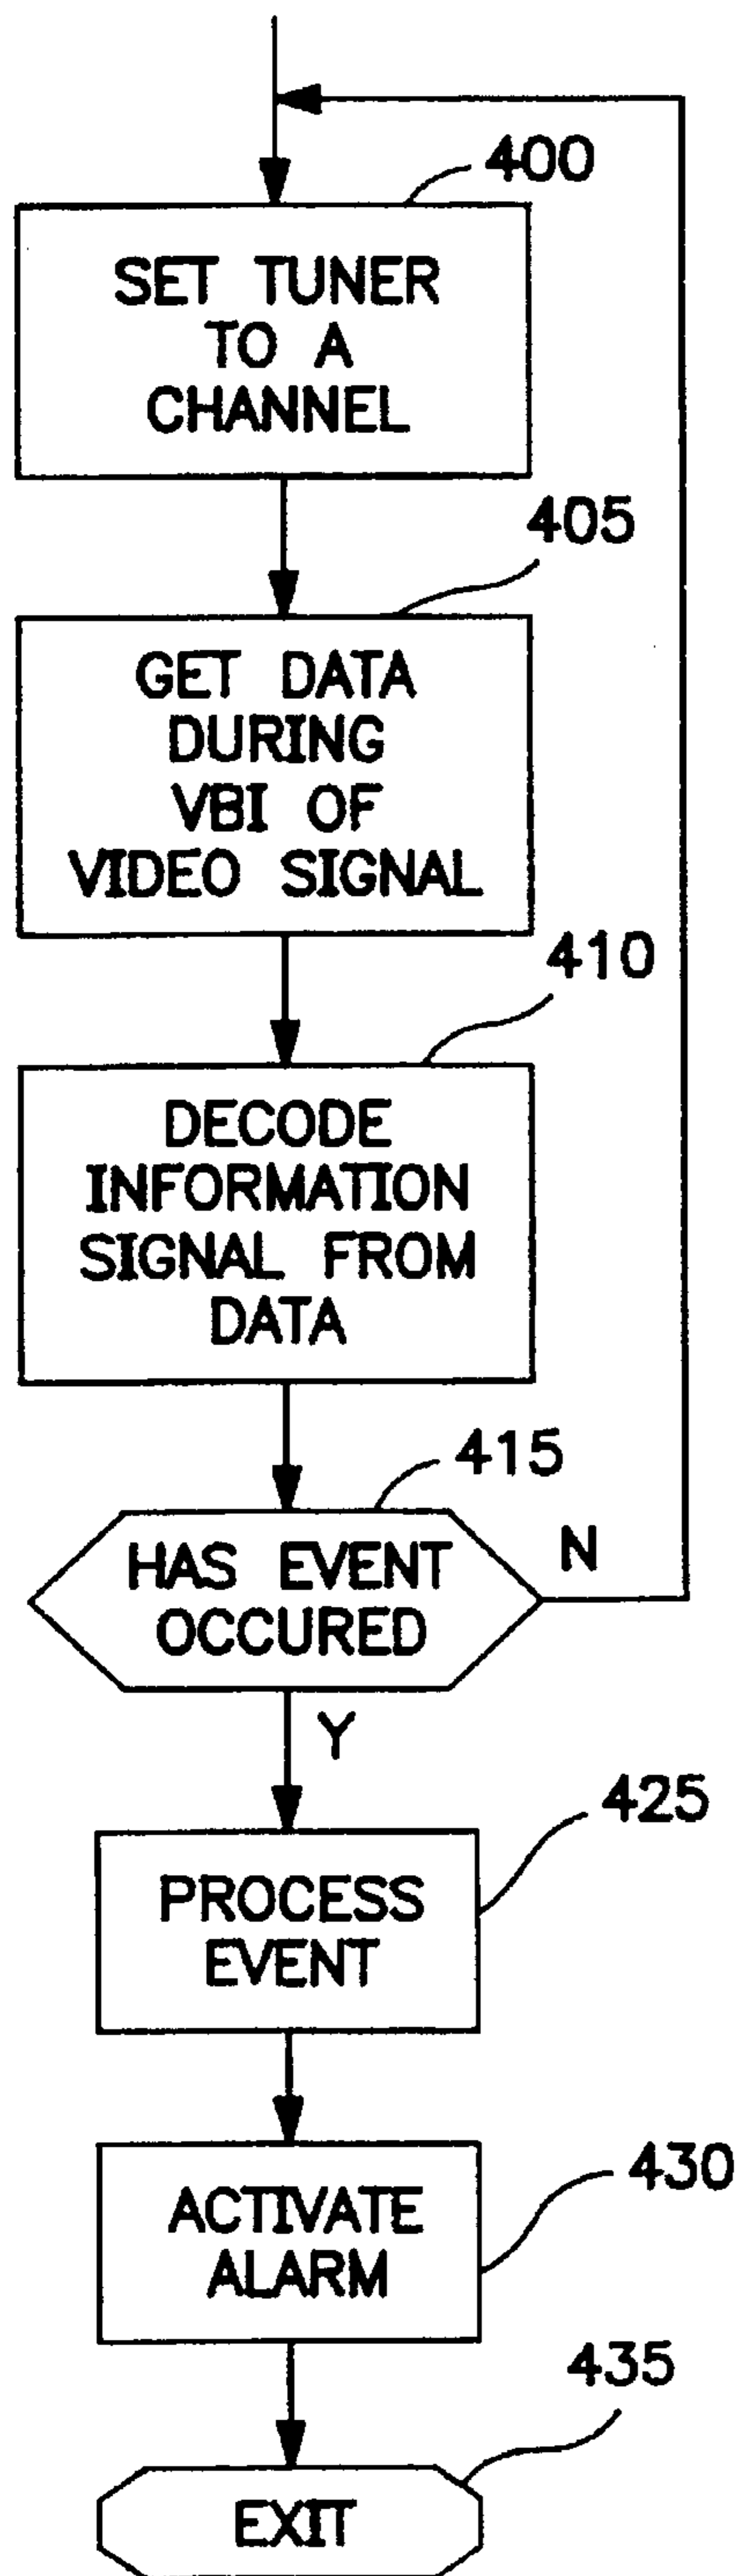 400
SET TUNER
TO A
CHANNEL
405
GET DATA
DURING
VBI OF
VIDEO SIGNAL
410
DECODE
INFORMATION
SIGNAL FROM
DATA
415
HAS EVENT
OCCURED
N
Y
425
PROCESS
EVENT
430
ACTIVATE
ALARM
435
EXIT